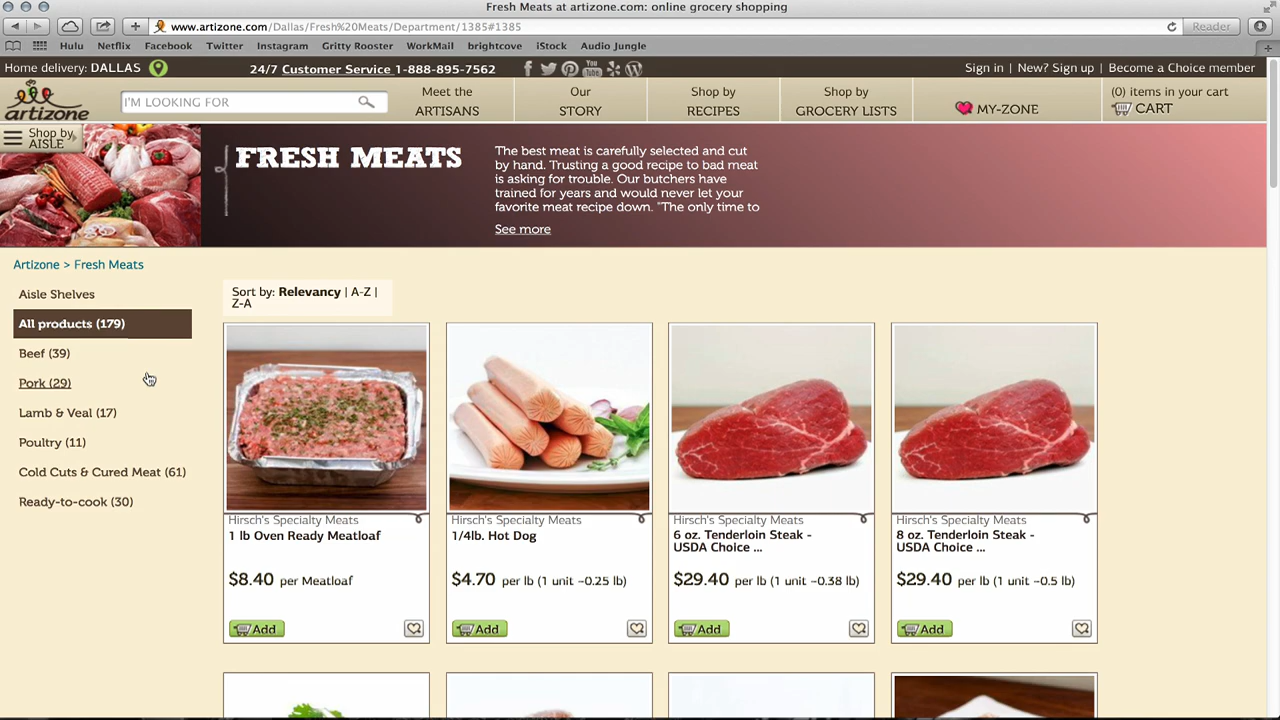 Fresh Meats at artizone.com: online grocery shopping
www.artizone.com/Dallas/Fresh%20Meats/Department/1385#1385
Reader
Hulu Netflix Facebook Twitter Instagram Gritty Rooster WorkMail brightcove iStock Audio Jungle
Home delivery: DALLAS
24/7 Customer Service 1-888-895-7562
You Tube
Sign in | New? Sign up | Become a Choice member
artizone
I'M LOOKING FOR
Meet the
ARTISANS
Our
STORY
Shop by
RECIPES
Shop by
GROCERY LISTS
MY-ZONE
(0) items in your cart
CART
Shop by
AISLE
FRESH MEATS
The best meat is carefully selected and cut
by hand. Trusting a good recipe to bad meat
is asking for trouble. Our butchers have
trained for years and would never let your
favorite meat recipe down. "The only time to
See more
Artizone > Fresh Meats
Aisle Shelves
All products (179)
Beef (39)
Pork (29)
Lamb & Veal (17)
Poultry (11)
Cold Cuts & Cured Meat (61)
Ready-to-cook (30)
Sort by: Relevancy | A-Z |
Z-A
Hirsch's Specialty Meats
1 lb Oven Ready Meatloaf
$8.40 per Meatloaf
Add
Hirsch's Specialty Meats
1/4lb. Hot Dog
$4.70 per lb (1 unit ~0.25 lb)
Add
Hirsch's Specialty Meats
6 oz. Tenderloin Steak -
USDA Choice ...
$29.40 per lb (1 unit ~0.38 lb)
Add
Hirsch's Specialty Meats
8 oz. Tenderloin Steak -
USDA Choice ...
$29.40 per lb (1 unit ~0.5 lb)
Add